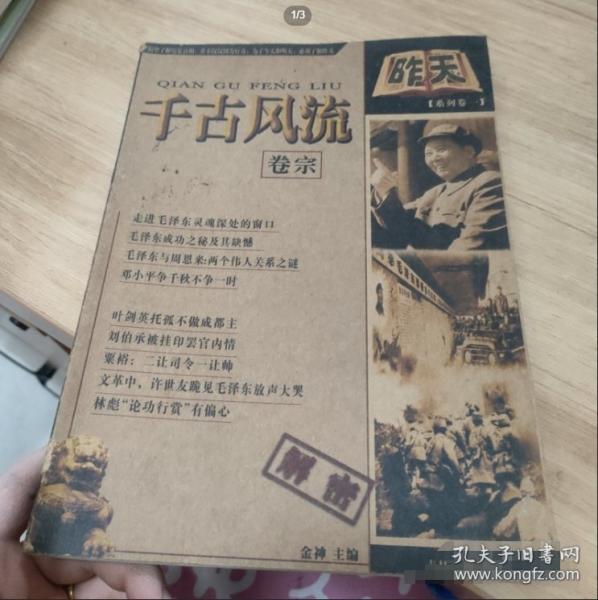 1/3
昨天
【系列卷一】
QIAN GU FENG LIU
千古风流
卷宗
走进毛泽东灵魂深处的窗口
毛泽东成功之秘及其缺憾
毛泽东与周恩来:两个伟人关系之谜
邓小平争千秋不争一时
叶剑英托孤不做成都主
刘伯承被挂印罢官内情
粟裕：二让司令一让帅
文革中，许世友跪见毛泽东放声大哭
林彪“论功行赏”有偏心
解密
金神 主编
孔夫子旧书网
www.kongfz.com